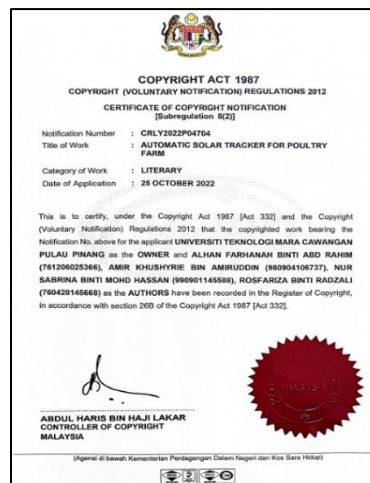 COPYRIGHT ACT 1987
COPYRIGHT (VOLUNTARY NOTIFICATION) REGULATIONS 2012
CERTIFICATE OF COPYRIGHT NOTIFICATION
[Subregulation 8(2)]
Notification Number : CRLY2022P04704
Title of Work : AUTOMATIC SOLAR TRACKER FOR POULTRY
FARM
Category of Work : LITERARY
Date of Application : 25 OCTOBER 2022
This is to certify, under the Copyright Act 1987 [Act 332] and the Copyright
(Voluntary Notification) Regulations 2012 that the copyrighted work bearing the
Notification No. above for the applicant UNIVERSITI TEKNOLOGI MARA CAWANGAN
PULAU PINANG as the OWNER and ALHAN FARHANAH BINTI ABD RAHIM
(761206025366), AMIR KHUSHYRIE BIN AMIRUDDIN (980904106737), NUR
SABRINA BINTI MOHD HASSAN (990901145588), ROSFARIZA BINTI RADZALI
(760428145668) as the AUTHORS have been recorded in the Register of Copyright,
in accordance with section 26B of the Copyright Act 1987 [Act 332].
ABDUL HARIS BIN HAJI LAKAR
CONTROLLER OF COPYRIGHT
MALAYSIA
MALAYSIA
(Agensi di bawah Kementerian Perdagangan Dalam Negeri dan Kos Sara Hidup)